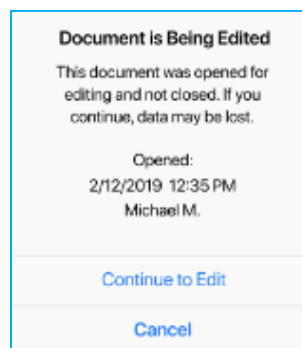 Document is Being Edited
This document was opened for
editing and not closed. If you
continue, data may be lost.
Opened:
2/12/2019 12:35 PM
Michael M.
Continue to Edit
Cancel